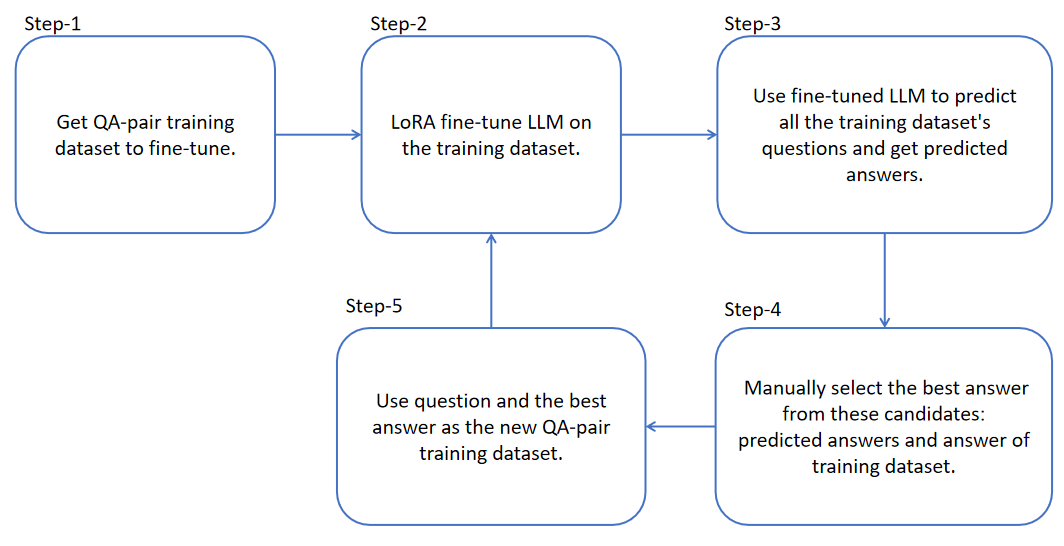 Step-1
Get QA-pair training
dataset to fine-tune.
Step-2
LoRA fine-tune LLM on
the training dataset.
Step-3
Use fine-tuned LLM to predict
all the training dataset's
questions and get predicted
answers.
Step-4
Manually select the best answer
from these candidates:
predicted answers and answer of
training dataset.
Step-5
Use question and the best
answer as the new QA-pair
training dataset.